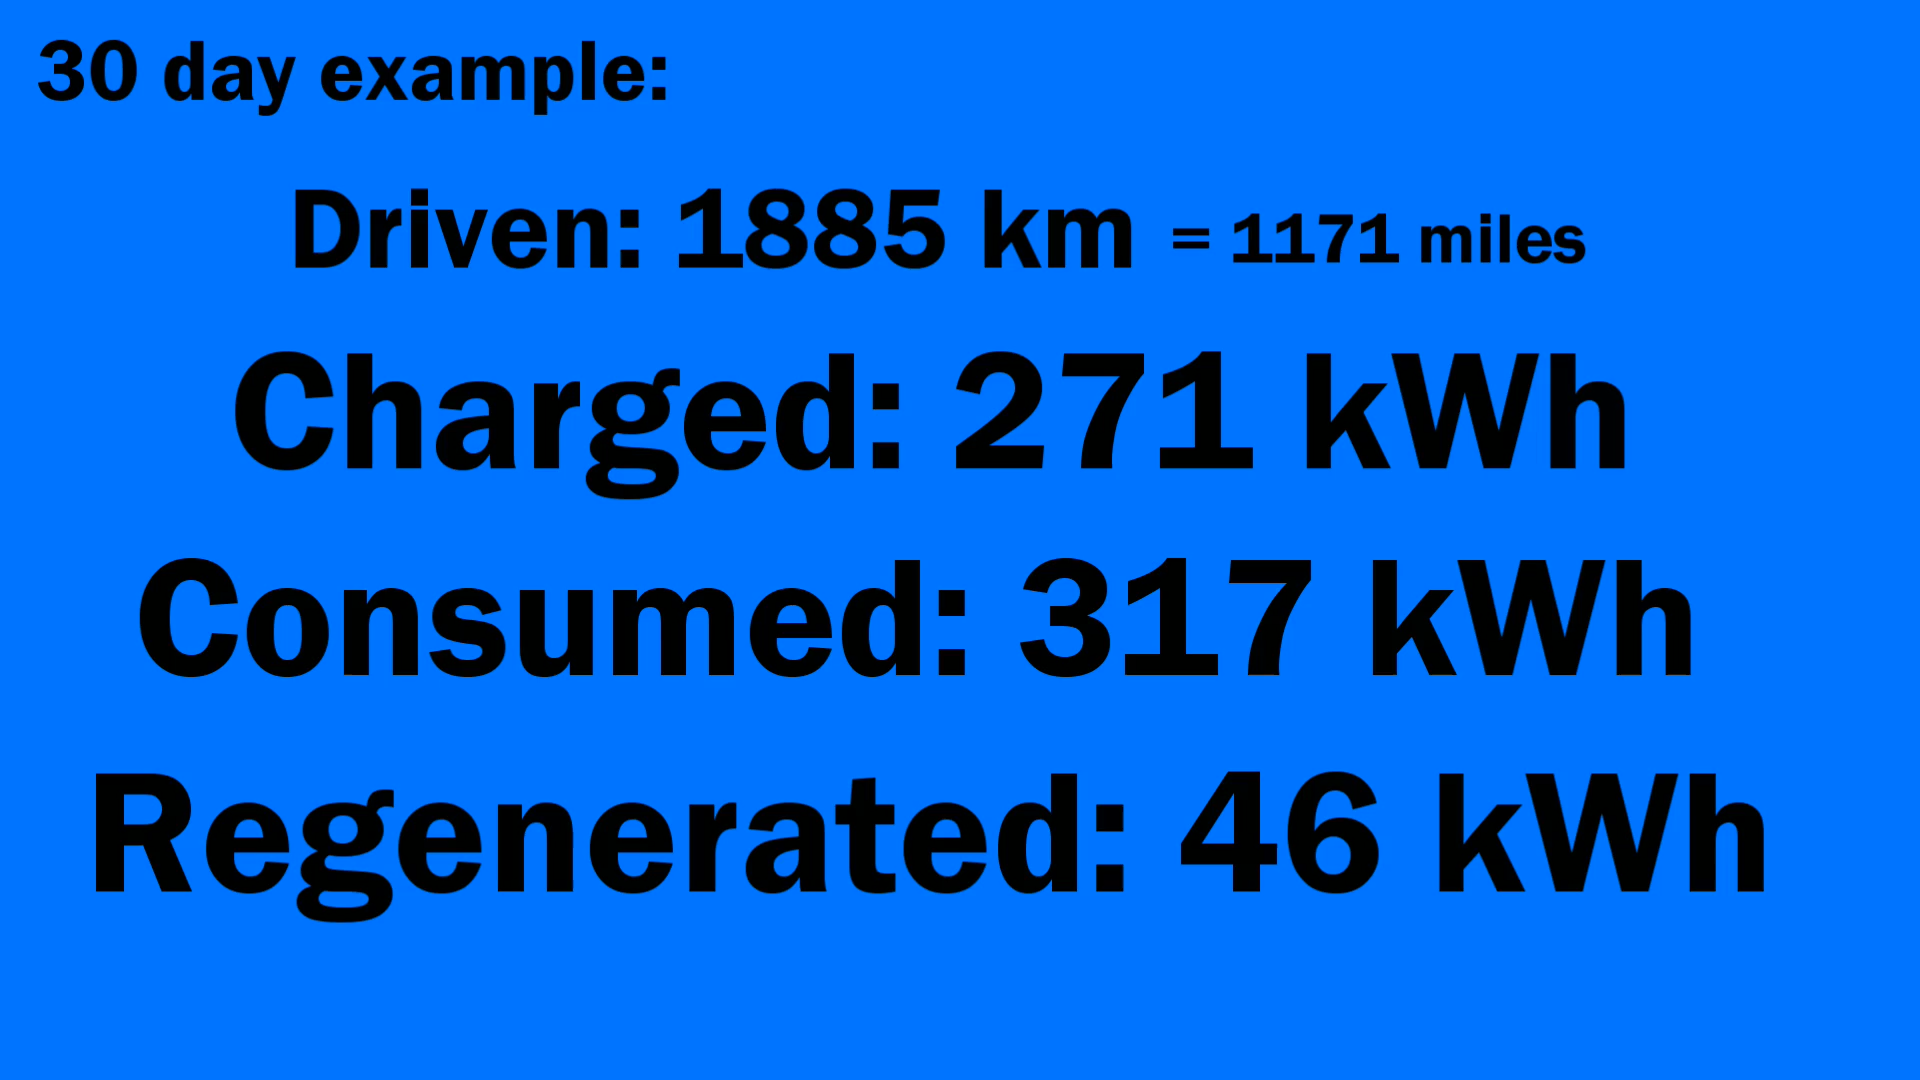 30 day example:
Driven: 1885 km = 1171 miles
Charged: 271 kWh
Consumed: 317 kWh
Regenerated: 46 kWh